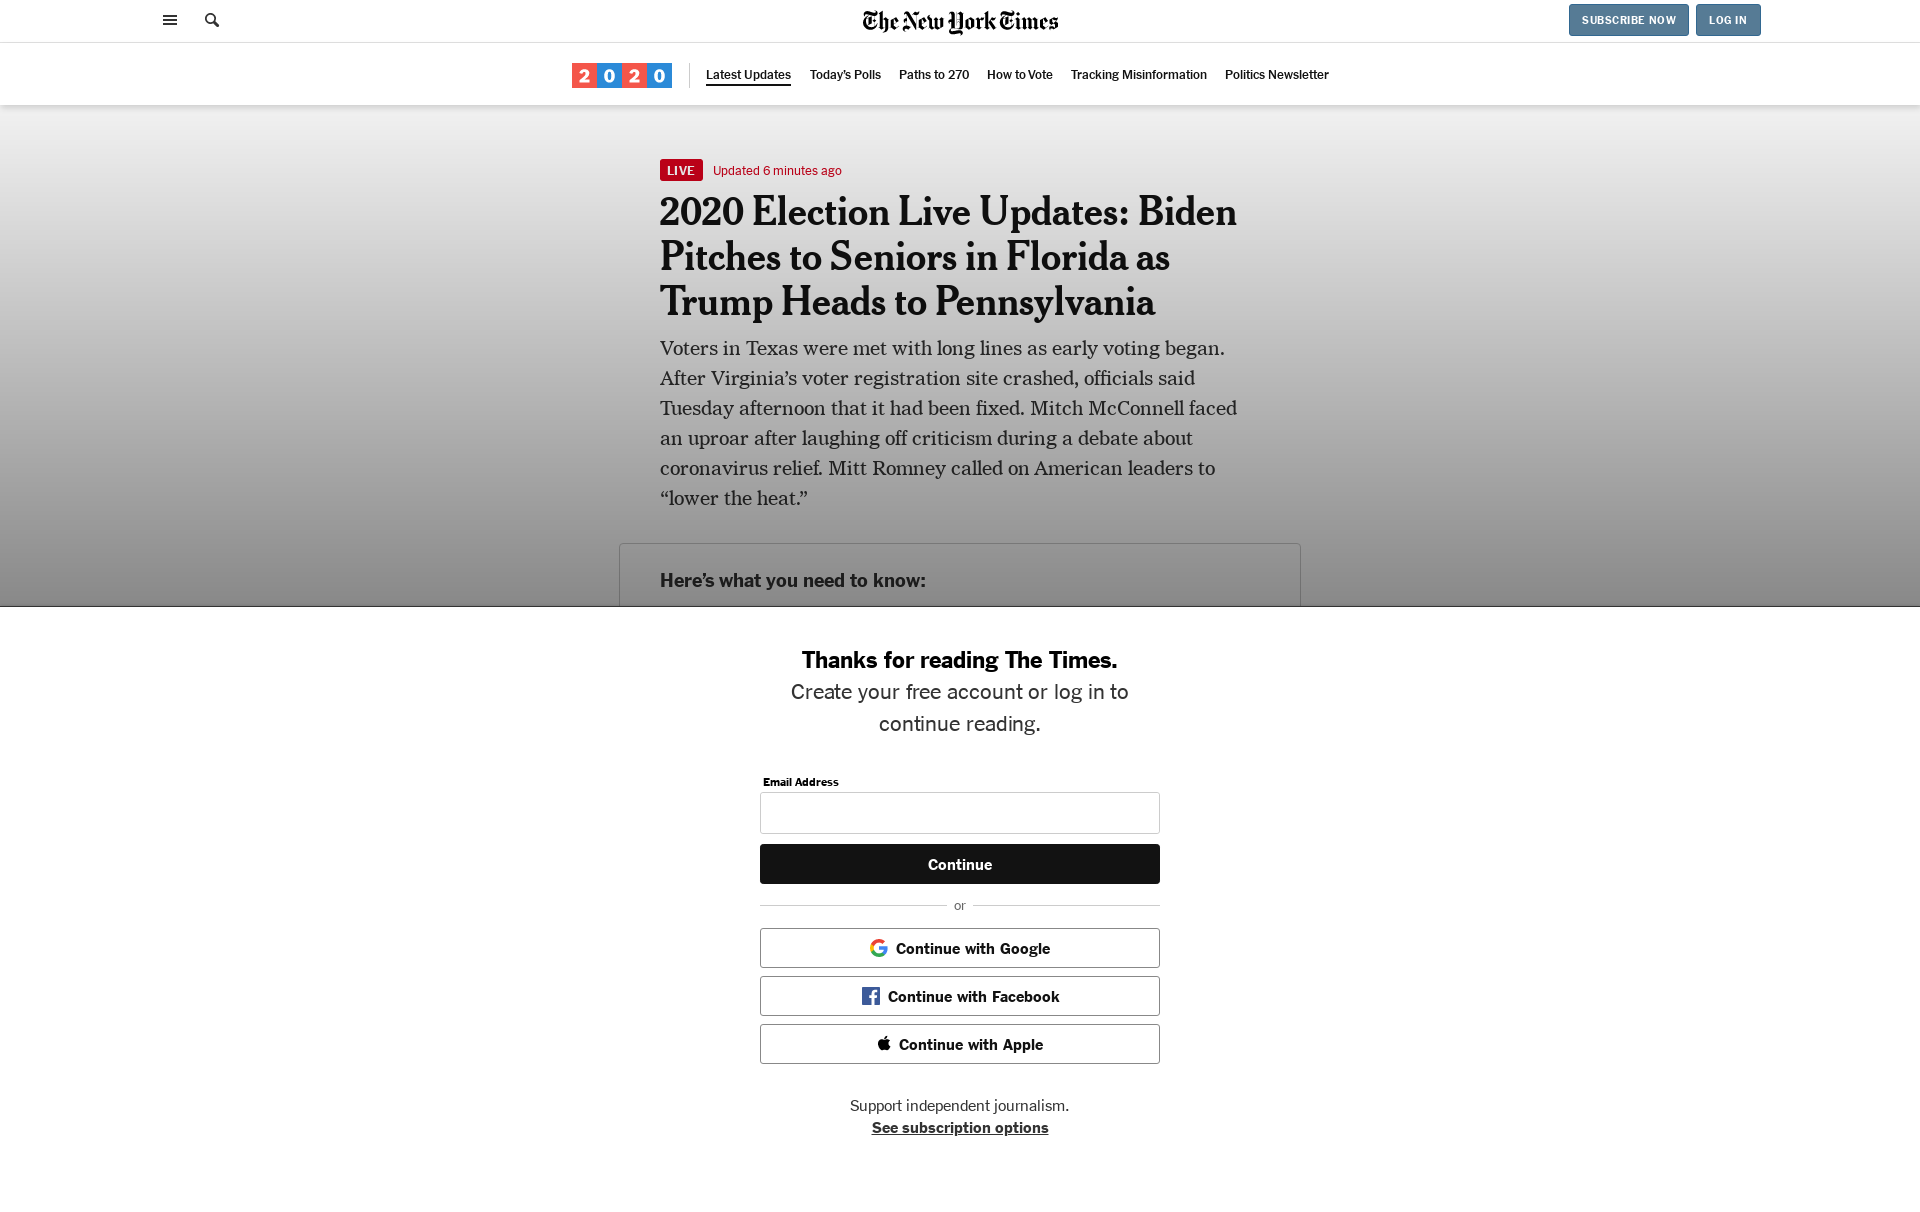 The New York Times
SUBSCRIBE NOW
LOG IN
2020
Latest Updates
Today's Polls
Paths to 270
How to Vote
Tracking Misinformation
Politics Newsletter
LIVE
Updated 6 minutes ago
2020 Election Live Updates: Biden
Pitches to Seniors in Florida as
Trump Heads to Pennsylvania
Voters in Texas were met with long lines as early voting began.
After Virginia’s voter registration site crashed, officials said
Tuesday afternoon that it had been fixed. Mitch McConnell faced
an uproar after laughing off criticism during a debate about
coronavirus relief. Mitt Romney called on American leaders to
“lower the heat.”
Here’s what you need to know:
Thanks for reading The Times.
Create your free account or log in to
continue reading.
Email Address
Continue
or
Continue with Google
Continue with Facebook
Continue with Apple
Support independent journalism.
See subscription options